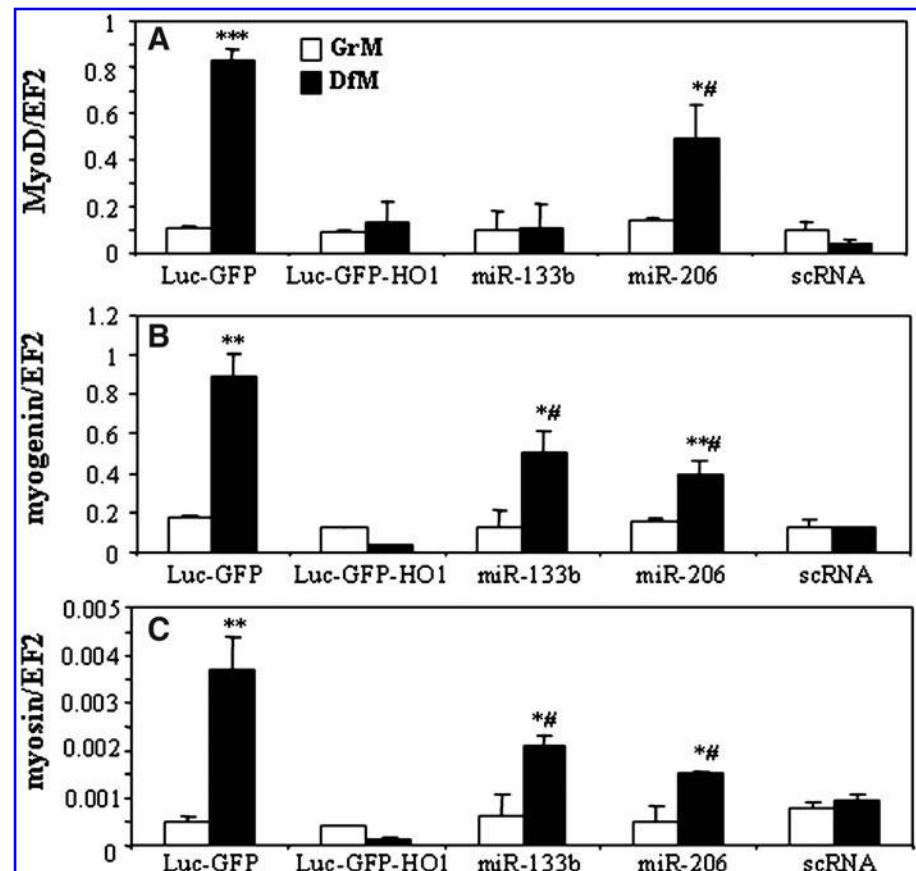 A
MyoD/EF2
1
0.8
0.6
0.4
0.2
0
GrM
DfM
***
*#
Luc-GFP Luc-GFP-HO1 miR-133b miR-206 scRNA
B
myogenin/EF2
1.2
1
0.8
0.6
0.4
0.2
0
**
*#
**#
Luc-GFP Luc-GFP-HO1 miR-133b miR-206 scRNA
C
myosin/EF2
0.005
0.004
0.003
0.002
0.001
0
**
*#
*#
Luc-GFP Luc-GFP-HO1 miR-133b miR-206 scRNA